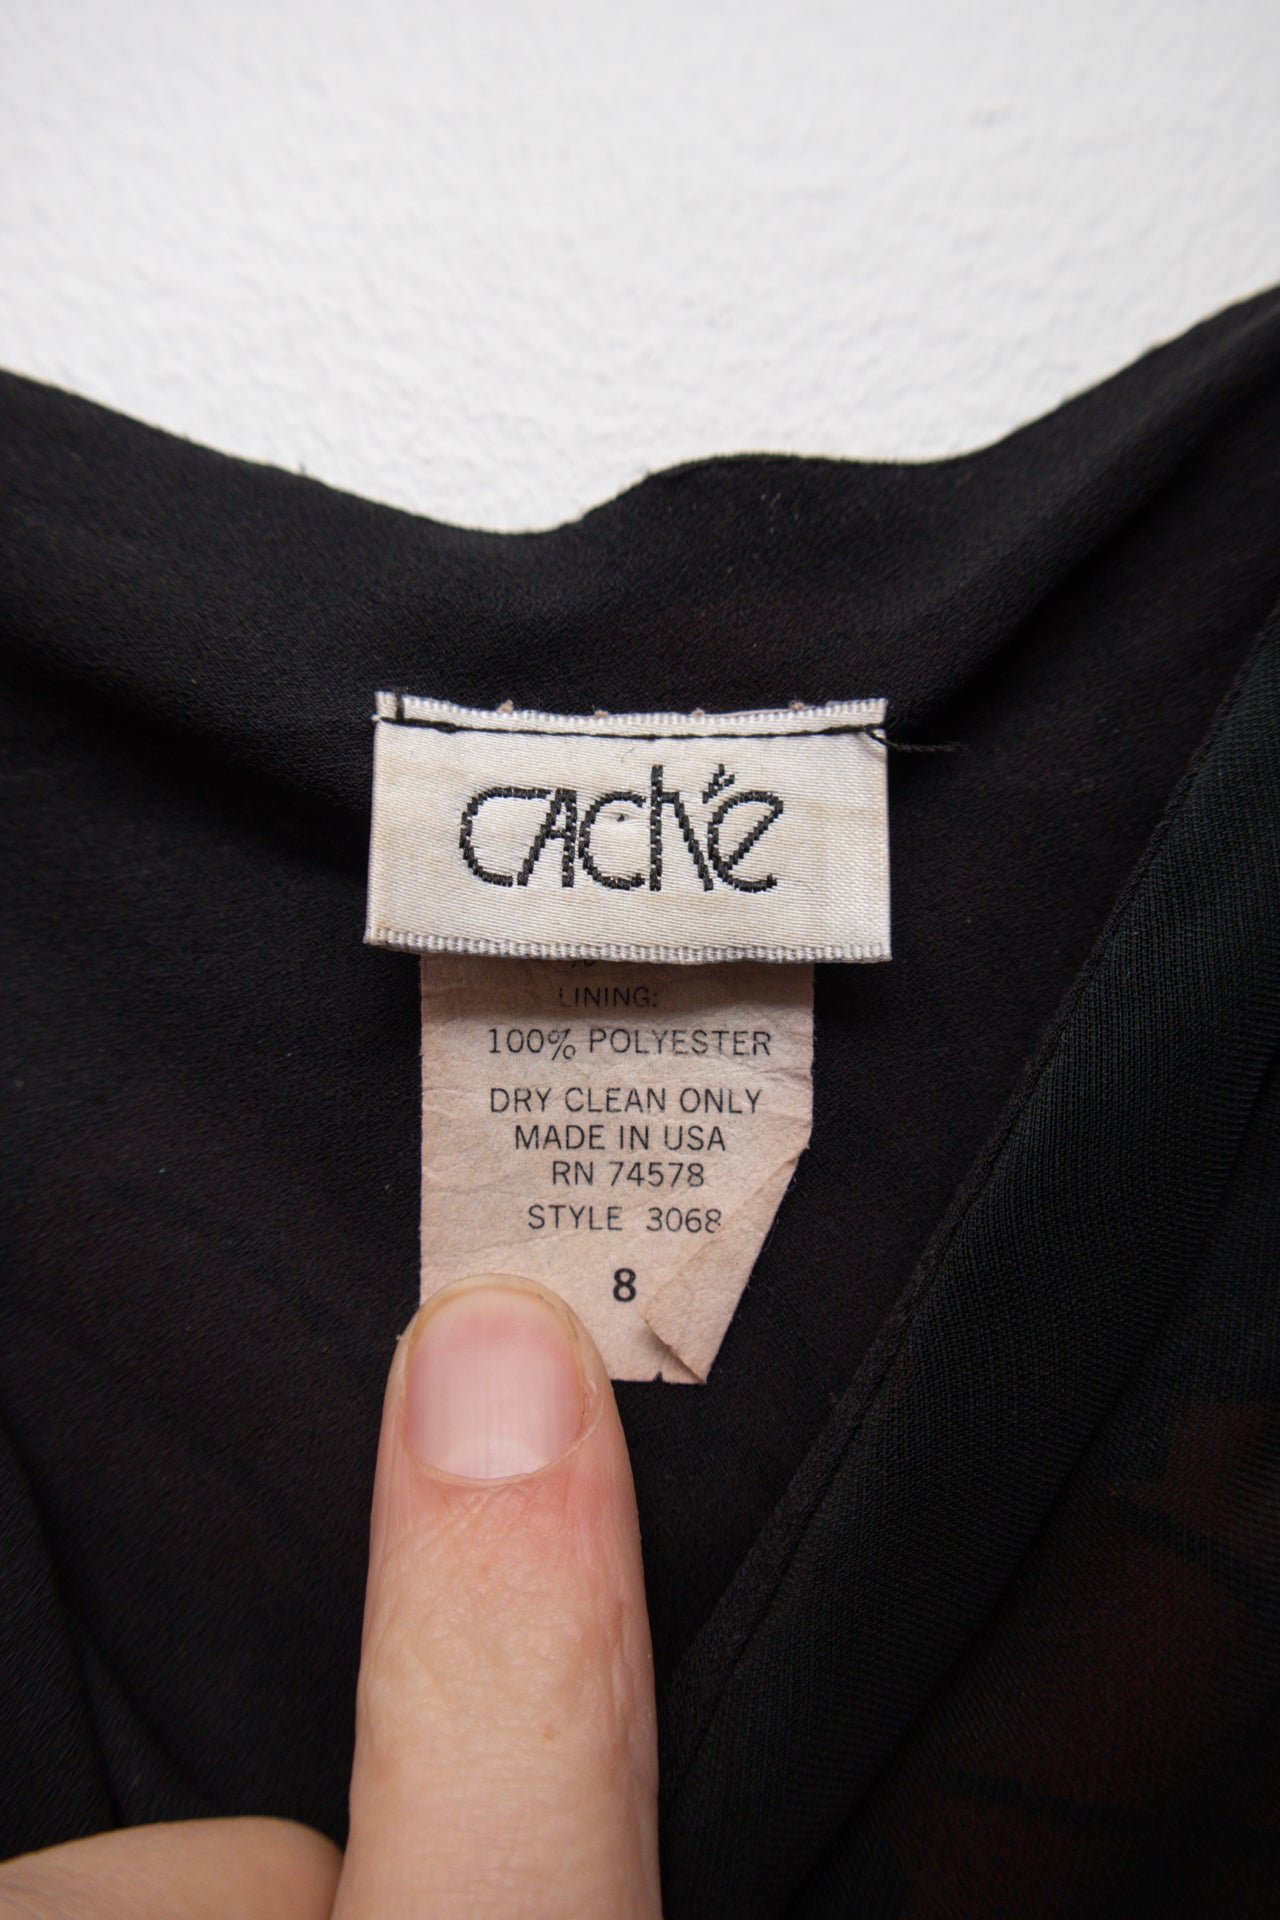 caché
LINING:
100% POLYESTER
DRY CLEAN ONLY
MADE IN USA
RN 74578
STYLE 3068
8